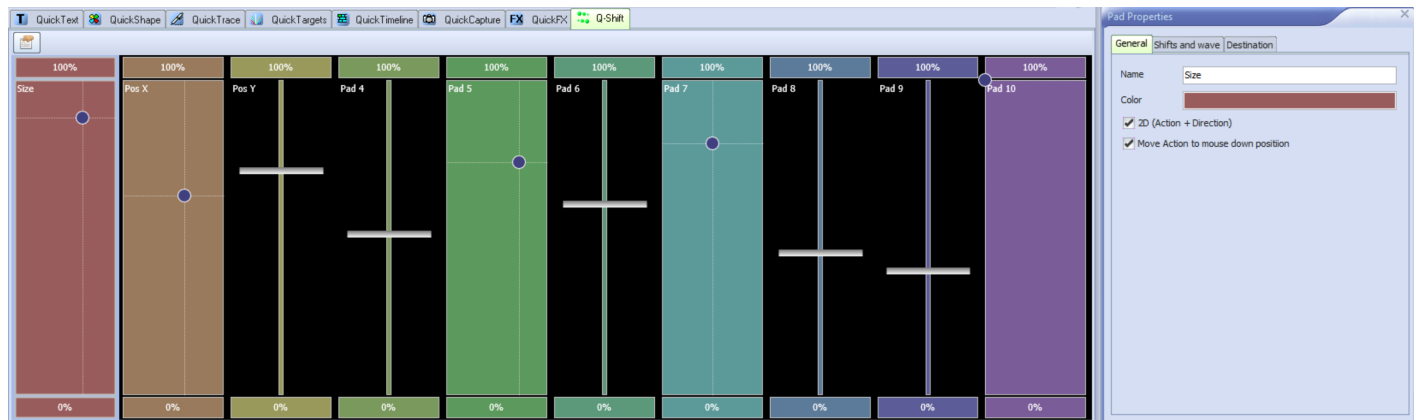 QuickText QuickShape QuickTrace QuickTargets QuickTimeline QuickCapture FX QuickFX Q-Shift
100% 100% 100% 100% 100% 100% 100% 100% 100% 100%
Size Pos X Pos Y Pad 4 Pad 5 Pad 6 Pad 7 Pad 8 Pad 9 Pad 10
0% 0% 0% 0% 0% 0% 0% 0% 0% 0%
Pad Properties
General Shifts and wave Destination
Name Size
Color
2D (Action + Direction)
Move Action to mouse down position